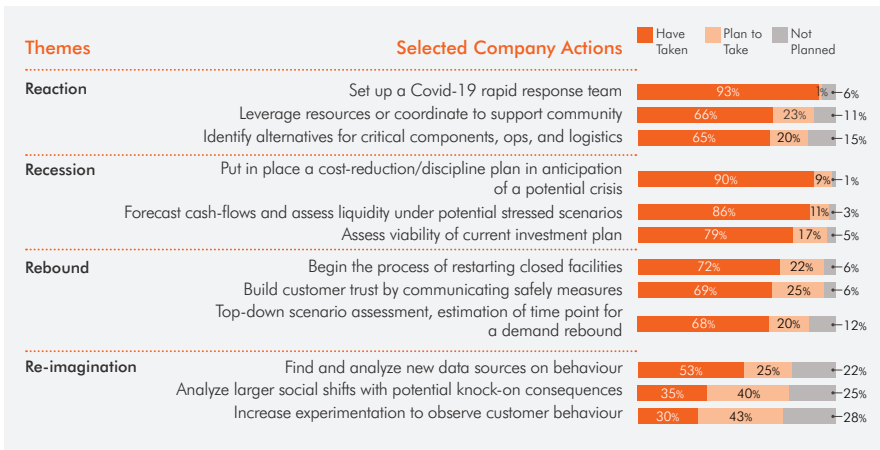 Themes Selected Company Actions Have Taken Plan to Take Not Planned
Reaction Set up a Covid-19 rapid response team 93% 1% 6%
Leverage resources or coordinate to support community 66% 23% 11%
Identify alternatives for critical components, ops, and logistics 65% 20% 15%
Recession Put in place a cost-reduction/discipline plan in anticipation
of a potential crisis 90% 9% 1%
Forecast cash-flows and assess liquidity under potential stressed scenarios 86% 11% 3%
Assess viability of current investment plan 79% 17% 5%
Rebound Begin the process of restarting closed facilities 72% 22% 6%
Build customer trust by communicating safely measures 69% 25% 6%
Top-down scenario assessment, estimation of time point for
a demand rebound 68% 20% 12%
Re-imagination Find and analyze new data sources on behaviour 53% 25% 22%
Analyze larger social shifts with potential knock-on consequences 35% 40% 25%
Increase experimentation to observe customer behaviour 30% 43% 28%